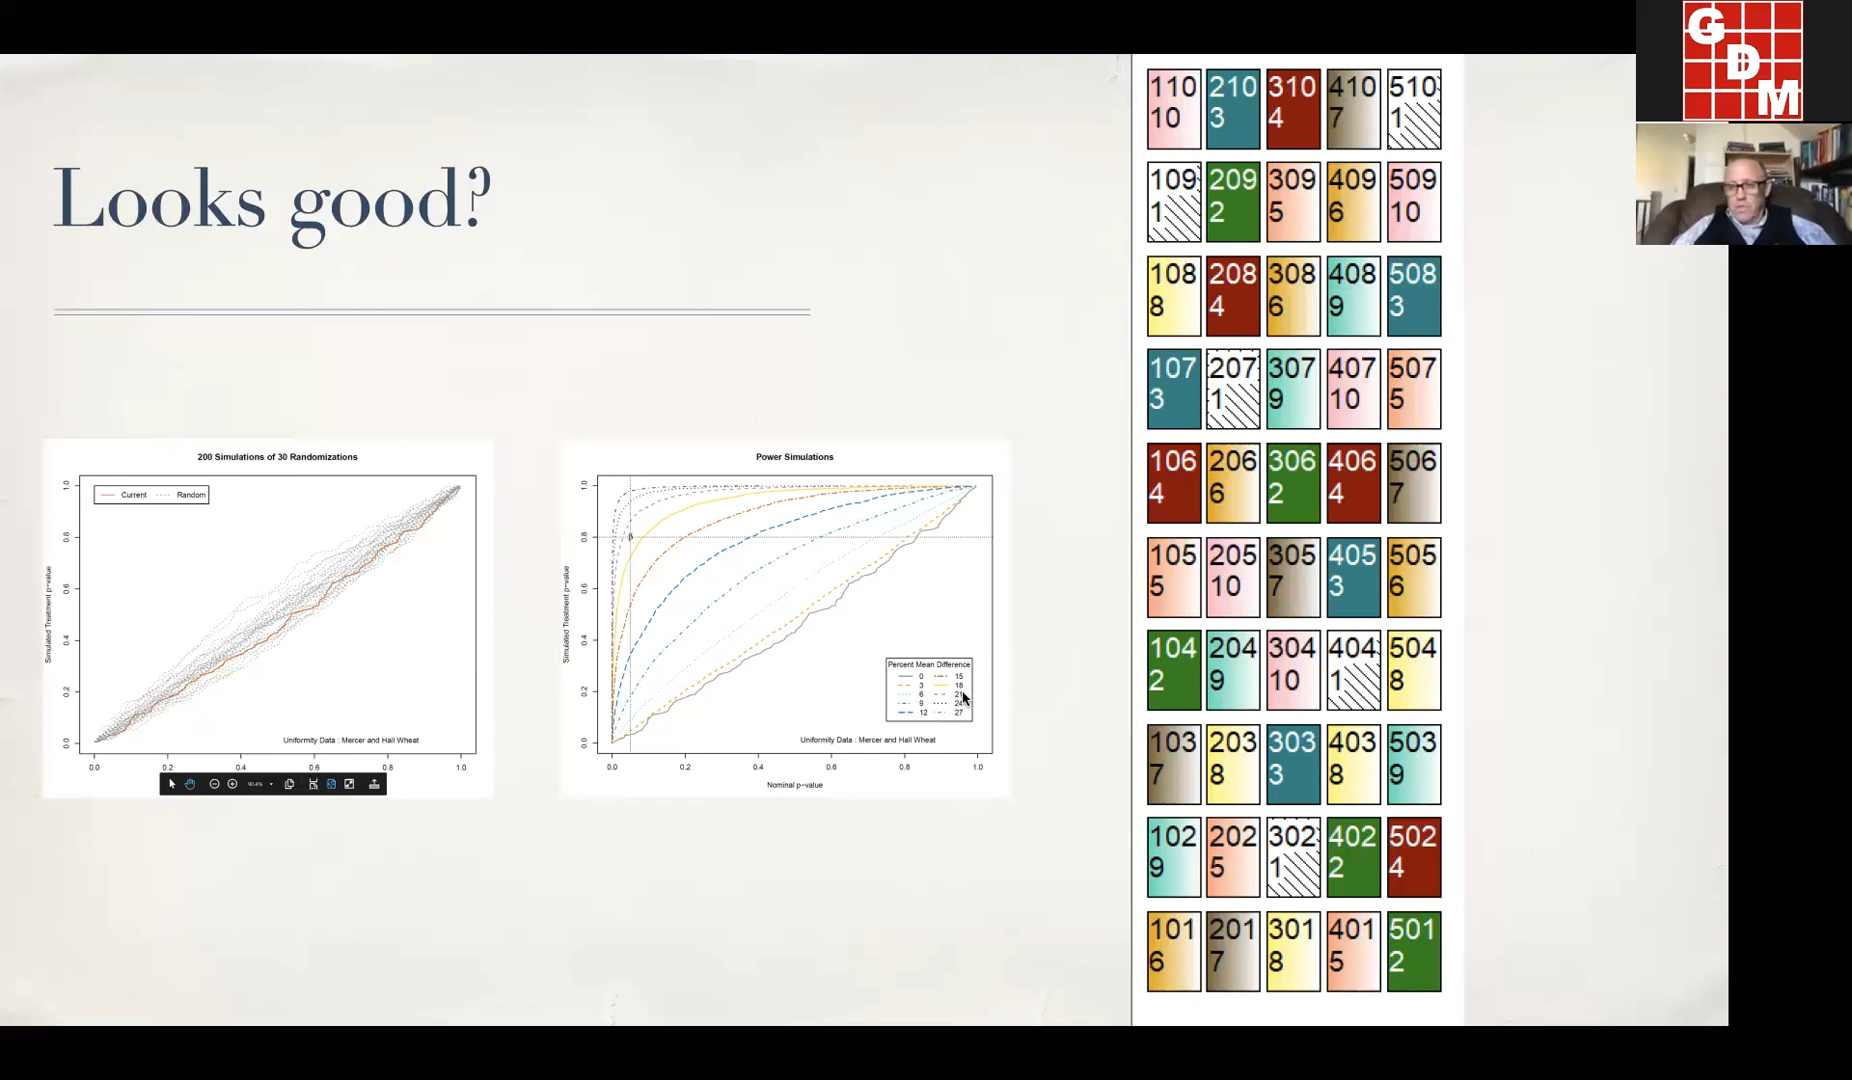 GDM
Looks good?
200 Simulations of 30 Randomizations
Current Random
Simulated Treatment p-value
0.0 0.2 0.4 0.6 0.8 1.0
Uniformity Data : Mercer and Hall Wheat
0.0 0.2 0.4 0.6 0.8 1.0
90.4%
Power Simulations
Simulated Treatment p-value
0.0 0.2 0.4 0.6 0.8 1.0
β
Percent Mean Difference
0 15
3 18
6 21
9 24
12 27
Uniformity Data : Mercer and Hall Wheat
0.0 0.2 0.4 0.6 0.8 1.0
Nominal p-value
110 210 310 410 510
10 3 4 7 1
109 209 309 409 509
1 2 5 6 10
108 208 308 408 508
8 4 6 9 3
107 207 307 407 507
3 1 9 10 5
106 206 306 406 506
4 6 2 4 7
105 205 305 405 505
5 10 7 3 6
104 204 304 404 504
2 9 10 1 8
103 203 303 403 503
7 8 3 8 9
102 202 302 402 502
9 5 1 2 4
101 201 301 401 501
6 7 8 5 2